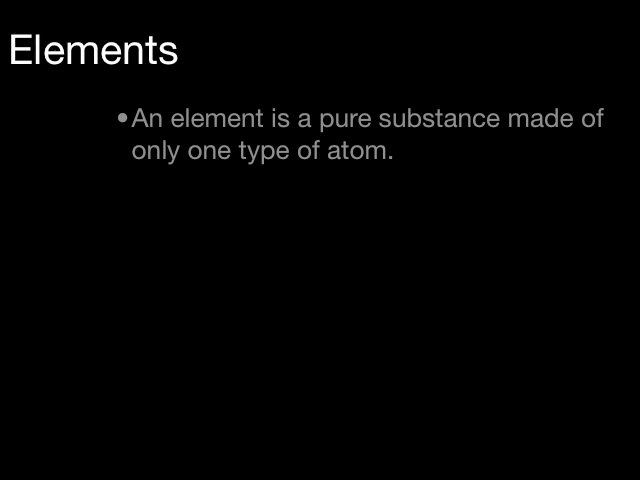 Elements
•An element is a pure substance made of
only one type of atom.